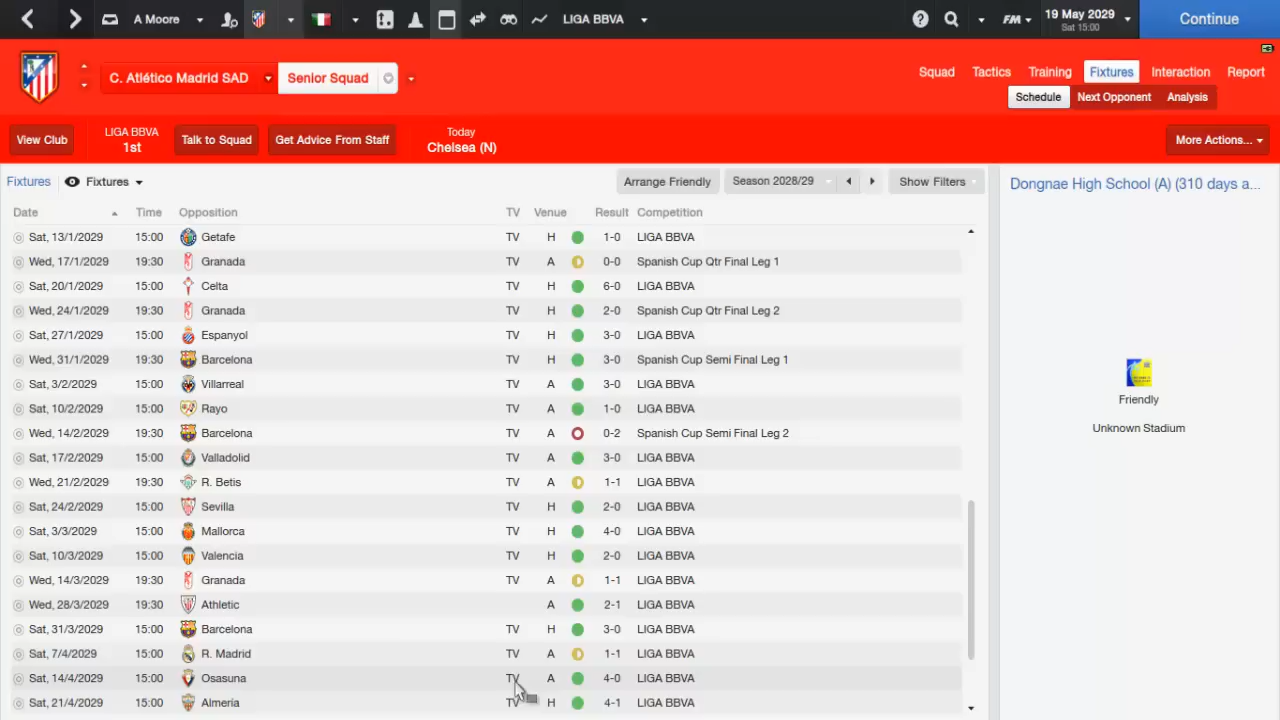 A Moore
LIGA BBVA
FM
19 May 2029
Sat 15:00
Continue
C. Atlético Madrid SAD
Senior Squad
Squad
Tactics
Training
Fixtures
Interaction
Report
Schedule
Next Opponent
Analysis
View Club
LIGA BBVA
1st
Talk to Squad
Get Advice From Staff
Today
Chelsea (N)
More Actions...
Fixtures
Fixtures
Arrange Friendly
Season 2028/29
Show Filters
Date Time Opposition TV Venue Result Competition
Sat, 13/1/2029 15:00 Getafe TV H 1-0 LIGA BBVA
Wed, 17/1/2029 19:30 Granada TV A 0-0 Spanish Cup Qtr Final Leg 1
Sat, 20/1/2029 15:00 Celta TV H 6-0 LIGA BBVA
Wed, 24/1/2029 19:30 Granada TV H 2-0 Spanish Cup Qtr Final Leg 2
Sat, 27/1/2029 15:00 Espanyol TV H 3-0 LIGA BBVA
Wed, 31/1/2029 19:30 Barcelona TV H 3-0 Spanish Cup Semi Final Leg 1
Sat, 3/2/2029 15:00 Villarreal TV A 3-0 LIGA BBVA
Sat, 10/2/2029 15:00 Rayo TV A 1-0 LIGA BBVA
Wed, 14/2/2029 19:30 Barcelona TV A 0-2 Spanish Cup Semi Final Leg 2
Sat, 17/2/2029 15:00 Valladolid TV A 3-0 LIGA BBVA
Wed, 21/2/2029 19:30 R. Betis TV A 1-1 LIGA BBVA
Sat, 24/2/2029 15:00 Sevilla TV H 2-0 LIGA BBVA
Sat, 3/3/2029 15:00 Mallorca TV H 4-0 LIGA BBVA
Sat, 10/3/2029 15:00 Valencia TV H 2-0 LIGA BBVA
Wed, 14/3/2029 19:30 Granada TV A 1-1 LIGA BBVA
Wed, 28/3/2029 19:30 Athletic A 2-1 LIGA BBVA
Sat, 31/3/2029 15:00 Barcelona TV H 3-0 LIGA BBVA
Sat, 7/4/2029 15:00 R. Madrid TV A 1-1 LIGA BBVA
Sat, 14/4/2029 15:00 Osasuna TV A 4-0 LIGA BBVA
Sat, 21/4/2029 15:00 Almería TV H 4-1 LIGA BBVA
Dongnae High School (A) (310 days a...
Friendly
Unknown Stadium